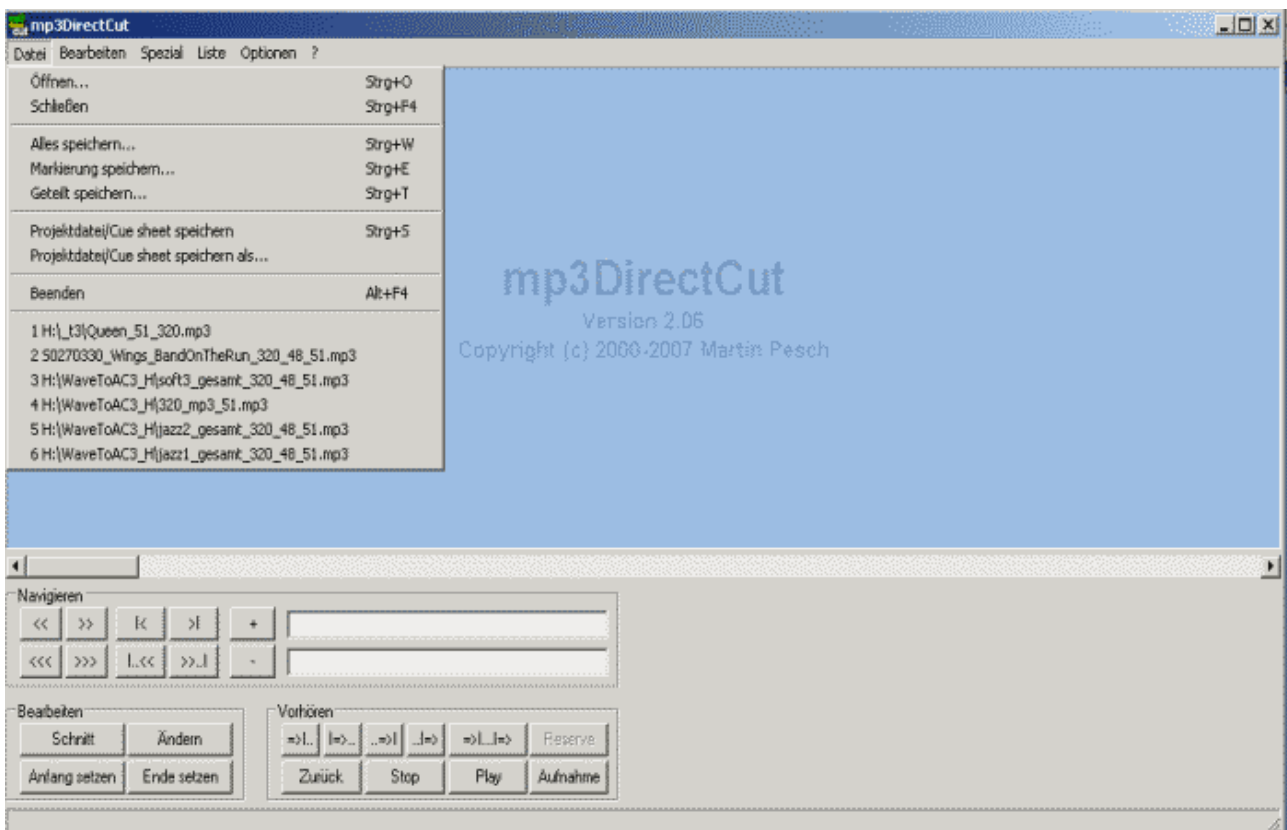 mp3DirectCut
Datei Bearbeiten Spezial Liste Optionen ?
Öffnen... Strg+O
Schließen Strg+F4
Alles speichern... Strg+W
Markierung speichern... Strg+E
Geteilt speichern... Strg+T
Projektdatei/Cue sheet speichern Strg+S
Projektdatei/Cue sheet speichern als...
Beenden Alt+F4
1 H:\_t3\Queen_51_320.mp3
2 S0270330_Wings_BandOnTheRun_320_48_51.mp3
3 H:\WaveToAC3_H\soft3_gesamt_320_48_51.mp3
4 H:\WaveToAC3_H\320_mp3_51.mp3
5 H:\WaveToAC3_H\jazz2_gesamt_320_48_51.mp3
6 H:\WaveToAC3_H\jazz1_gesamt_320_48_51.mp3
mp3DirectCut
Version 2.06
Copyright (c) 2000-2007 Martin Pesch
Navigieren
<< >> |< >| +
<<< >>> |..<< >>..| -
Bearbeiten
Schnitt Ändern
Anfang setzen Ende setzen
Vorhören
=>|.. |=>.. ..=>| ..|=> =>|...|=> Reserve
Zurück Stop Play Aufnahme